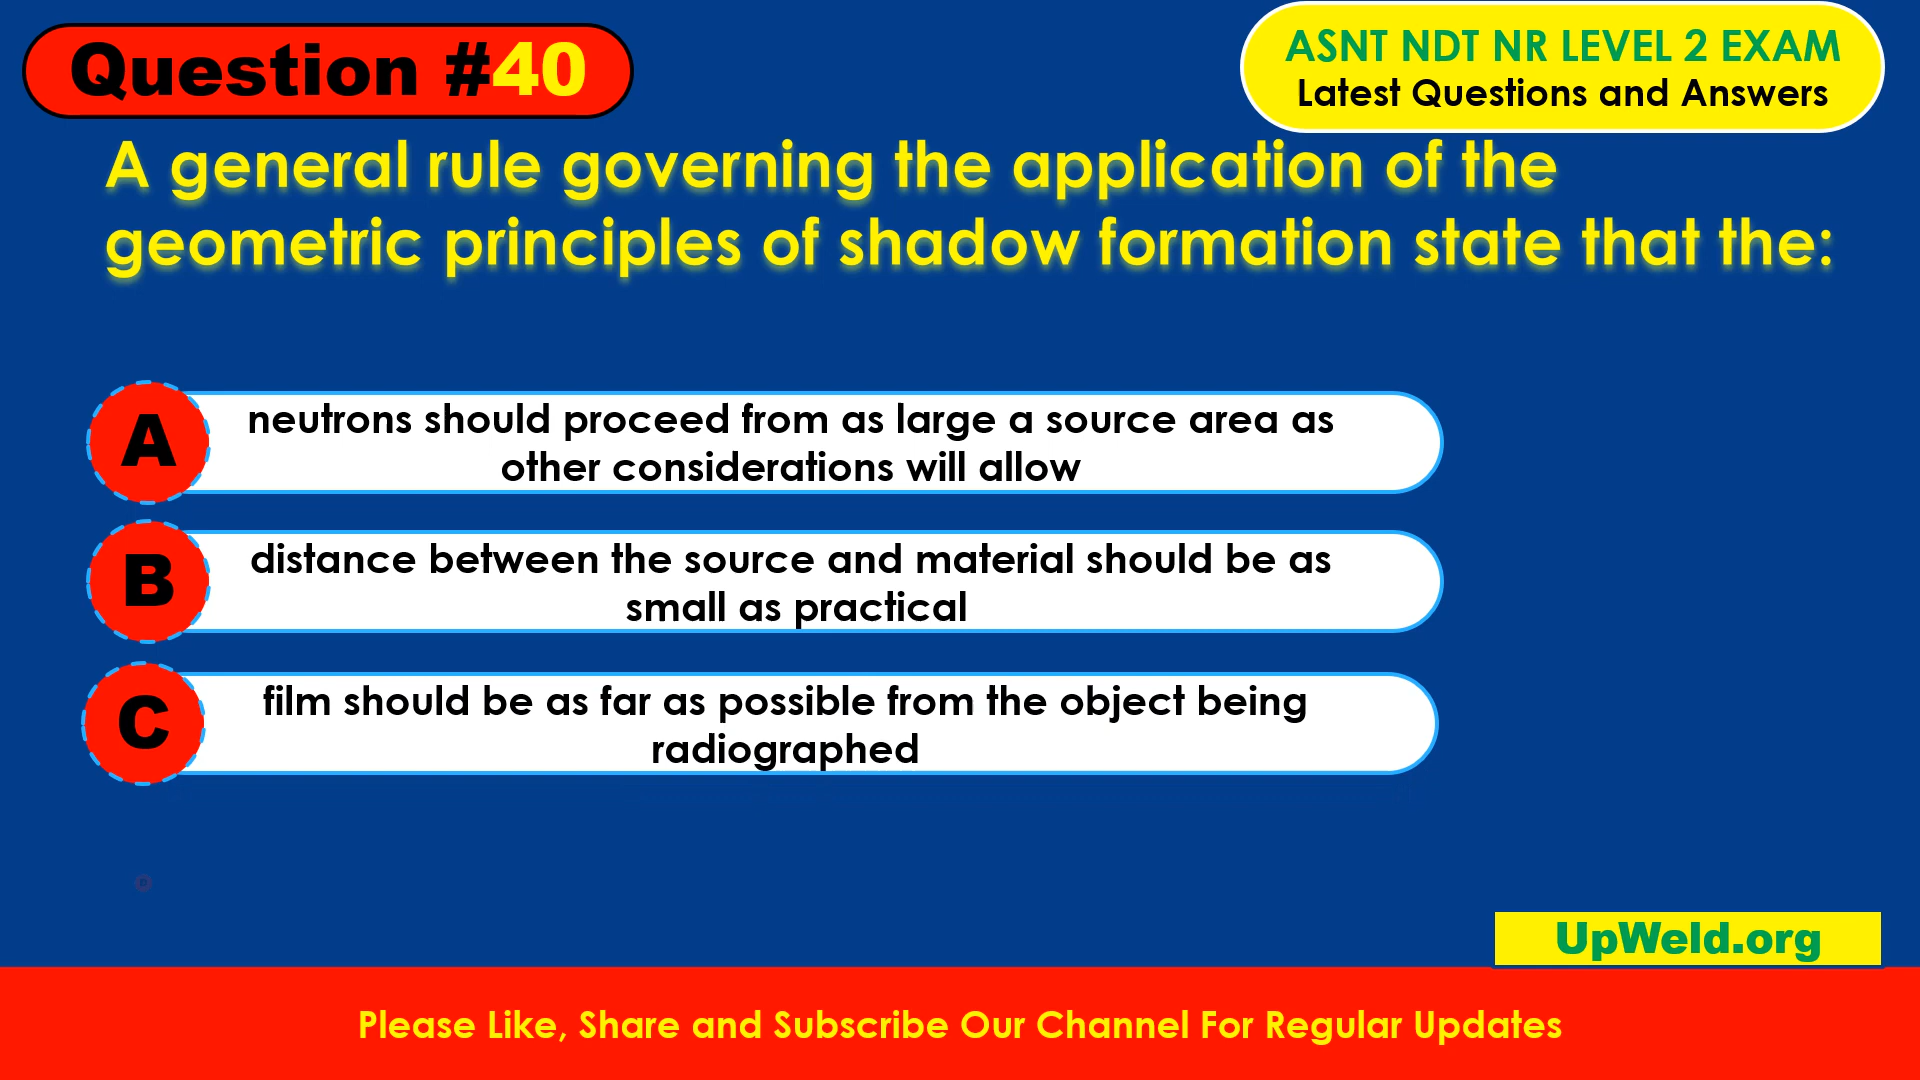 Question #40
ASNT NDT NR LEVEL 2 EXAM
Latest Questions and Answers
A general rule governing the application of the
geometric principles of shadow formation state that the:
A
neutrons should proceed from as large a source area as
other considerations will allow
B
distance between the source and material should be as
small as practical
C
film should be as far as possible from the object being
radiographed
UpWeld.org
Please Like, Share and Subscribe Our Channel For Regular Updates